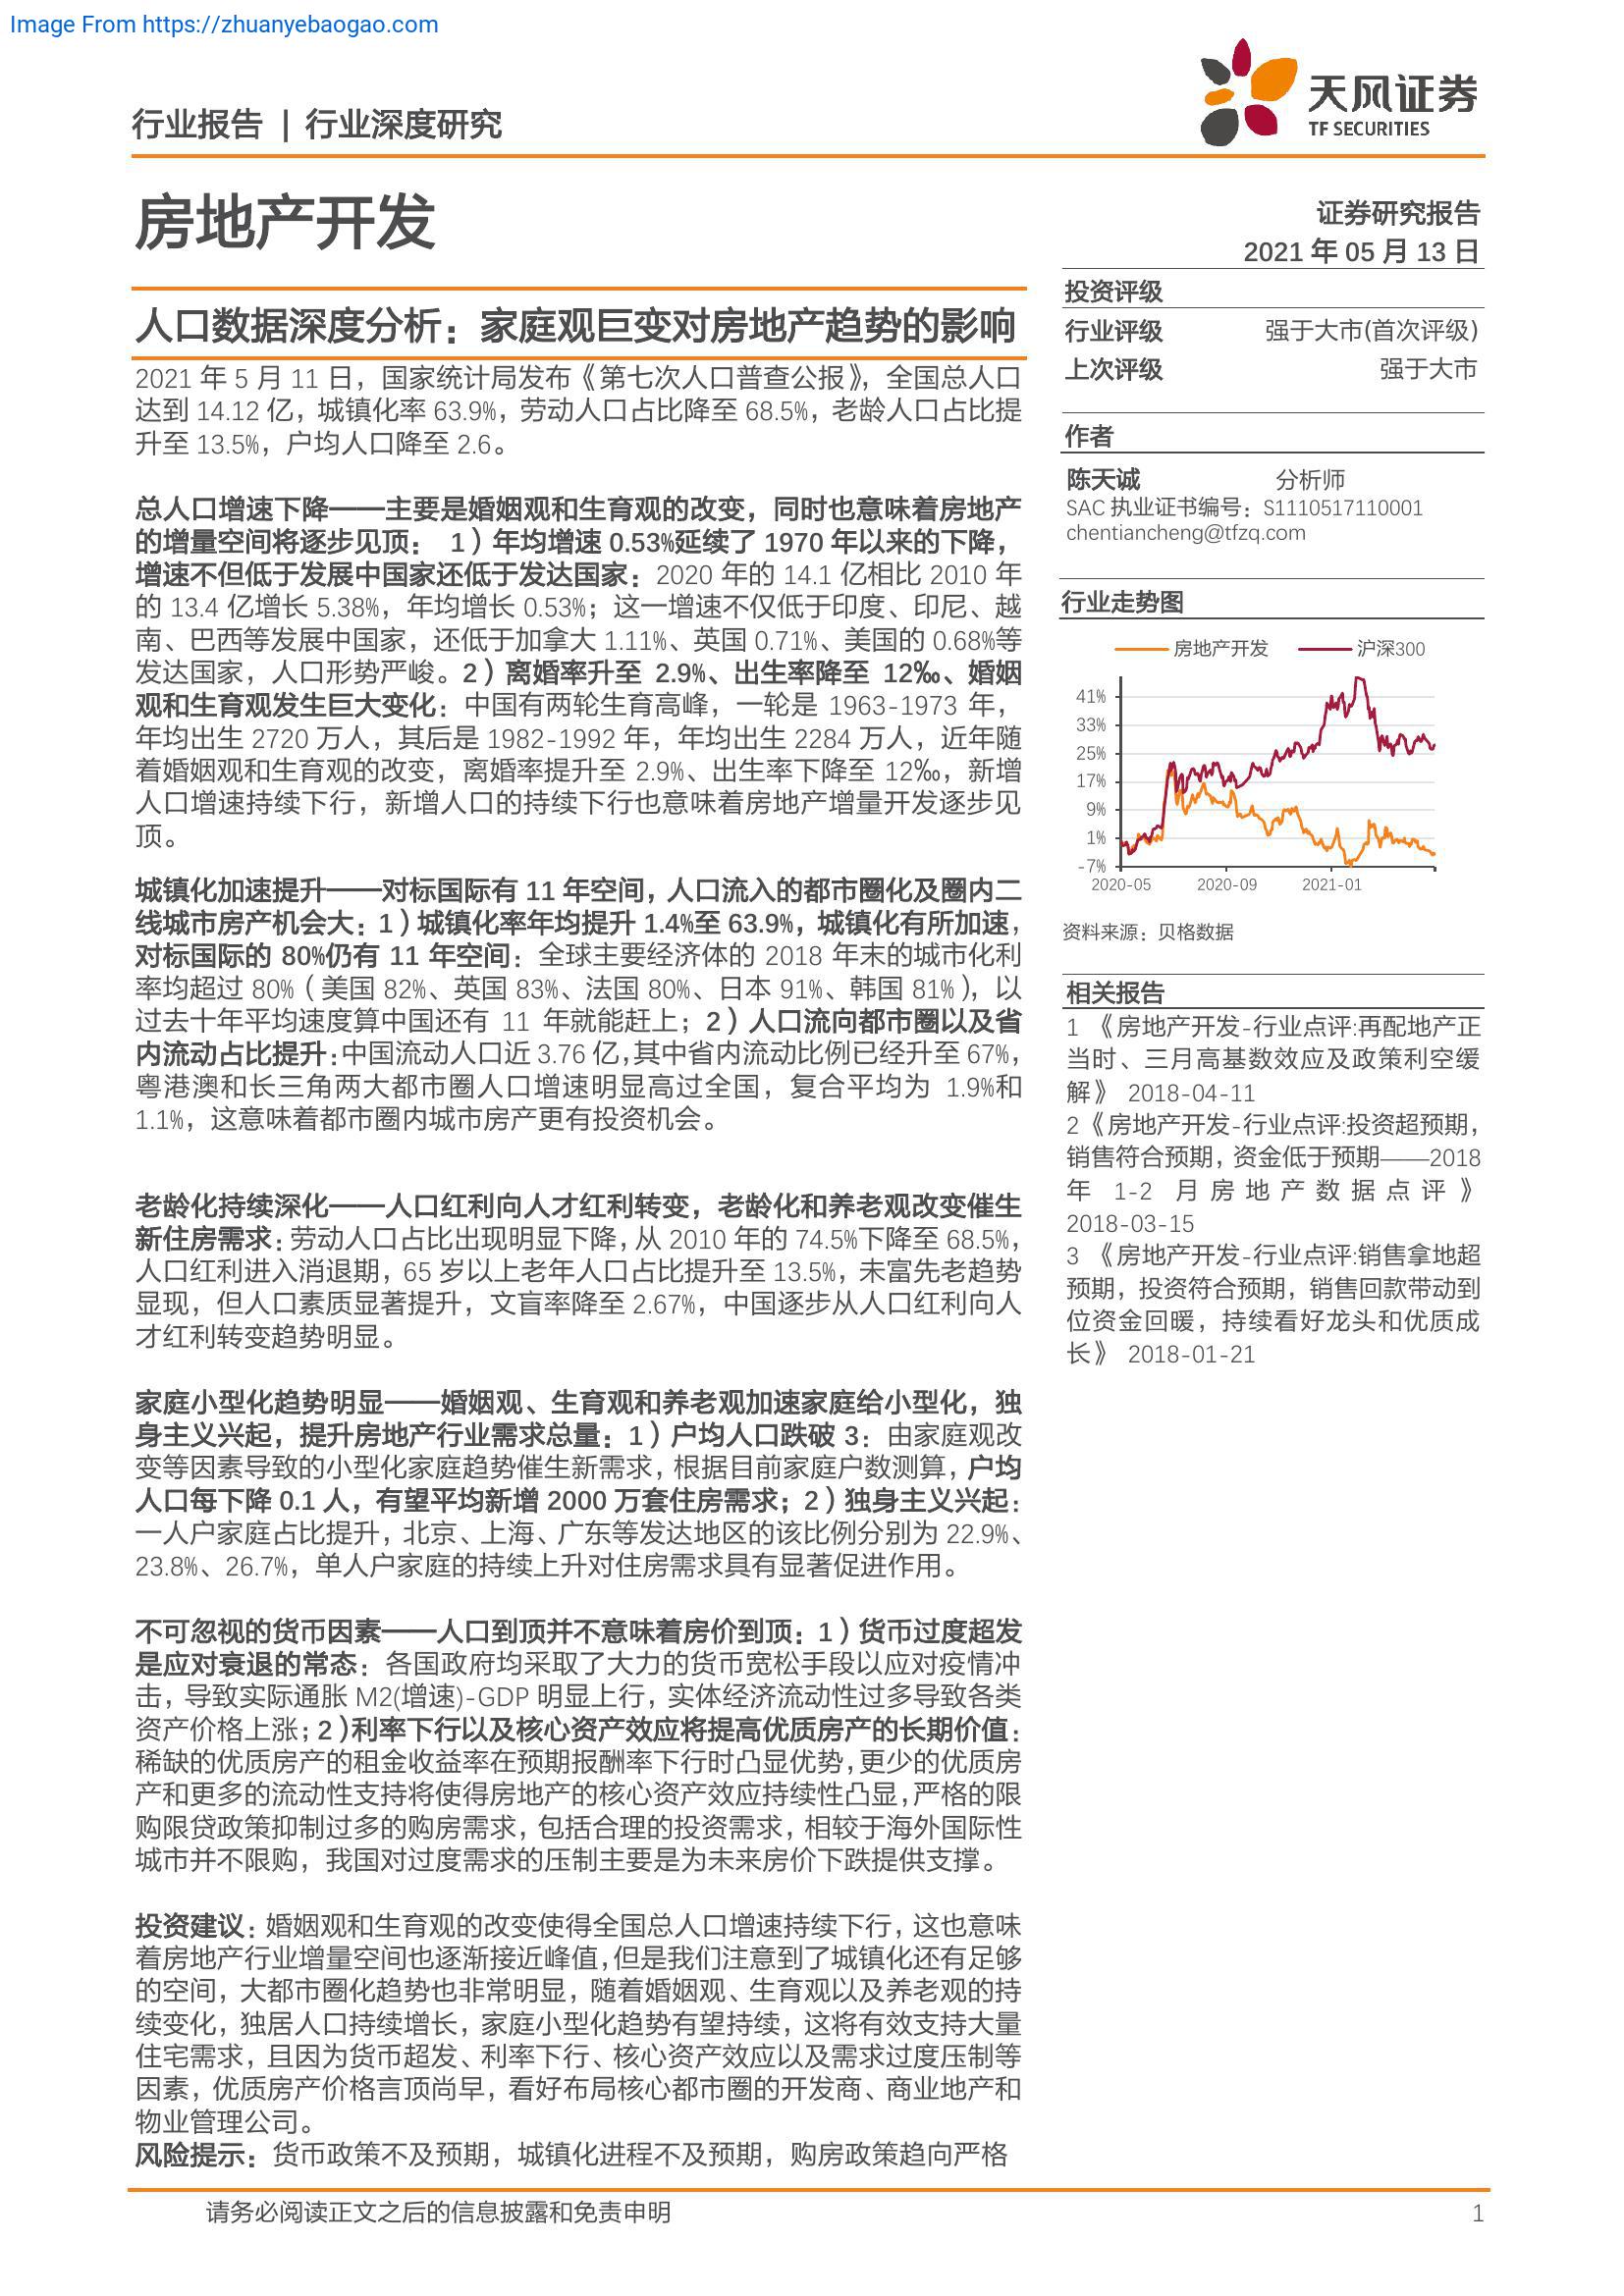 Image From https://zhuanyebaogao.com
行业报告 | 行业深度研究
天风证券
TF SECURITIES
房地产开发
证券研究报告
2021 年 05 月 13 日
人口数据深度分析：家庭观巨变对房地产趋势的影响
2021 年 5 月 11 日，国家统计局发布《第七次人口普查公报》，全国总人口
达到 14.12 亿，城镇化率 63.9%，劳动人口占比降至 68.5%，老龄人口占比提
升至 13.5%，户均人口降至 2.6。
总人口增速下降——主要是婚姻观和生育观的改变，同时也意味着房地产
的增量空间将逐步见顶： 1）年均增速 0.53%延续了 1970 年以来的下降，
增速不但低于发展中国家还低于发达国家：2020 年的 14.1 亿相比 2010 年
的 13.4 亿增长 5.38%，年均增长 0.53%；这一增速不仅低于印度、印尼、越
南、巴西等发展中国家，还低于加拿大 1.11%、英国 0.71%、美国的 0.68%等
发达国家，人口形势严峻。2）离婚率升至 2.9%、出生率降至 12‰、婚姻
观和生育观发生巨大变化：中国有两轮生育高峰，一轮是 1963-1973 年，
年均出生 2720 万人，其后是 1982-1992 年，年均出生 2284 万人，近年随
着婚姻观和生育观的改变，离婚率提升至 2.9%、出生率下降至 12‰，新增
人口增速持续下行，新增人口的持续下行也意味着房地产增量开发逐步见
顶。
城镇化加速提升——对标国际有 11 年空间，人口流入的都市圈化及圈内二
线城市房产机会大：1）城镇化率年均提升 1.4%至 63.9%，城镇化有所加速，
对标国际的 80%仍有 11 年空间：全球主要经济体的 2018 年末的城市化利
率均超过 80%（美国 82%、英国 83%、法国 80%、日本 91%、韩国 81%），以
过去十年平均速度算中国还有 11 年就能赶上；2）人口流向都市圈以及省
内流动占比提升：中国流动人口近 3.76 亿，其中省内流动比例已经升至 67%，
粤港澳和长三角两大都市圈人口增速明显高过全国，复合平均为 1.9%和
1.1%，这意味着都市圈内城市房产更有投资机会。
老龄化持续深化——人口红利向人才红利转变，老龄化和养老观改变催生
新住房需求：劳动人口占比出现明显下降，从 2010 年的 74.5%下降至 68.5%，
人口红利进入消退期，65 岁以上老年人口占比提升至 13.5%，未富先老趋势
显现，但人口素质显著提升，文盲率降至 2.67%，中国逐步从人口红利向人
才红利转变趋势明显。
家庭小型化趋势明显——婚姻观、生育观和养老观加速家庭给小型化，独
身主义兴起，提升房地产行业需求总量：1）户均人口跌破 3：由家庭观改
变等因素导致的小型化家庭趋势催生新需求，根据目前家庭户数测算，户均
人口每下降 0.1 人，有望平均新增 2000 万套住房需求；2）独身主义兴起：
一人户家庭占比提升，北京、上海、广东等发达地区的该比例分别为 22.9%、
23.8%、26.7%，单人户家庭的持续上升对住房需求具有显著促进作用。
不可忽视的货币因素——人口到顶并不意味着房价到顶：1）货币过度超发
是应对衰退的常态：各国政府均采取了大力的货币宽松手段以应对疫情冲
击，导致实际通胀 M2(增速)-GDP 明显上行，实体经济流动性过多导致各类
资产价格上涨；2）利率下行以及核心资产效应将提高优质房产的长期价值：
稀缺的优质房产的租金收益率在预期报酬率下行时凸显优势，更少的优质房
产和更多的流动性支持将使得房地产的核心资产效应持续性凸显，严格的限
购限贷政策抑制过多的购房需求，包括合理的投资需求，相较于海外国际性
城市并不限购，我国对过度需求的压制主要是为未来房价下跌提供支撑。
投资建议：婚姻观和生育观的改变使得全国总人口增速持续下行，这也意味
着房地产行业增量空间也逐渐接近峰值，但是我们注意到了城镇化还有足够
的空间，大都市圈化趋势也非常明显，随着婚姻观、生育观以及养老观的持
续变化，独居人口持续增长，家庭小型化趋势有望持续，这将有效支持大量
住宅需求，且因为货币超发、利率下行、核心资产效应以及需求过度压制等
因素，优质房产价格言顶尚早，看好布局核心都市圈的开发商、商业地产和
物业管理公司。
风险提示：货币政策不及预期，城镇化进程不及预期，购房政策趋向严格
投资评级
行业评级 强于大市(首次评级)
上次评级 强于大市
作者
陈天诚 分析师
SAC 执业证书编号：S1110517110001
chentiancheng@tfzq.com
行业走势图
房地产开发 沪深300
41%
33%
25%
17%
9%
1%
-7%
2020-05 2020-09 2021-01
资料来源：贝格数据
相关报告
1 《房地产开发-行业点评:再配地产正
当时、三月高基数效应及政策利空缓
解》 2018-04-11
2《房地产开发-行业点评:投资超预期，
销售符合预期，资金低于预期——2018
年 1-2 月房地产数据点评》
2018-03-15
3 《房地产开发-行业点评:销售拿地超
预期，投资符合预期，销售回款带动到
位资金回暖，持续看好龙头和优质成
长》 2018-01-21
请务必阅读正文之后的信息披露和免责申明 1